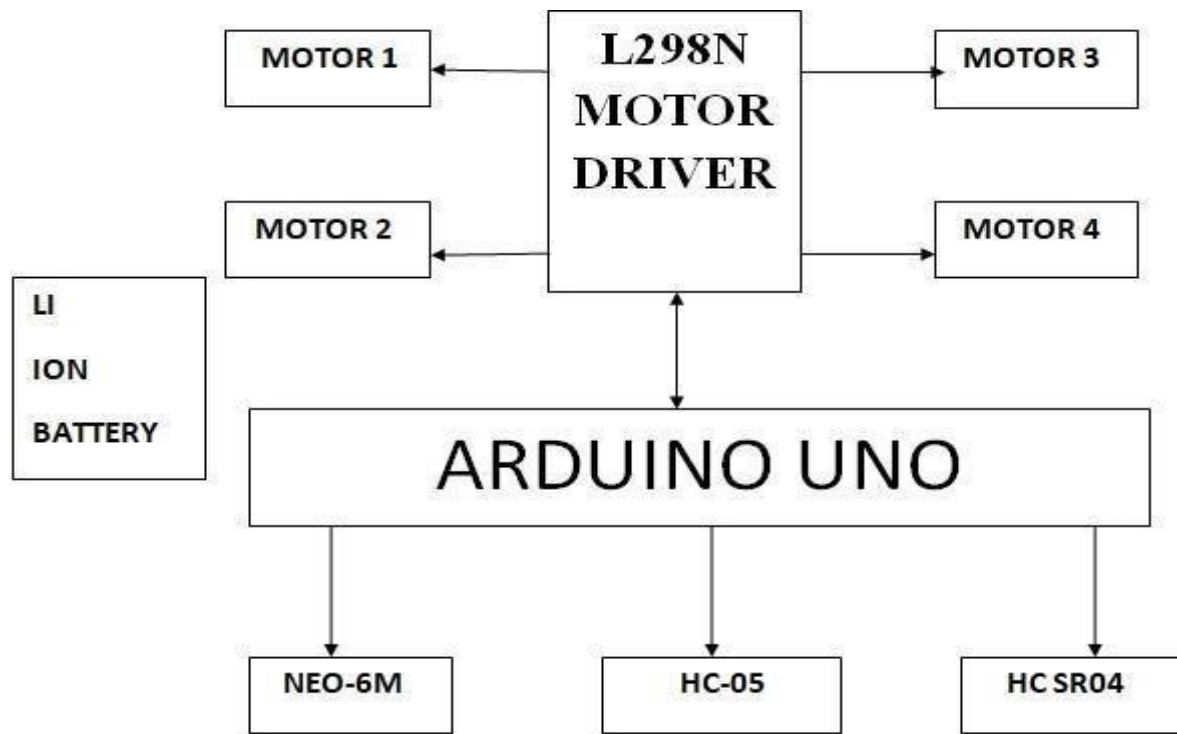 MOTOR 1
L298N
MOTOR
DRIVER
MOTOR 3
MOTOR 2
MOTOR 4
LI
ION
BATTERY
ARDUINO UNO
NEO-6M
HC-05
HC SR04